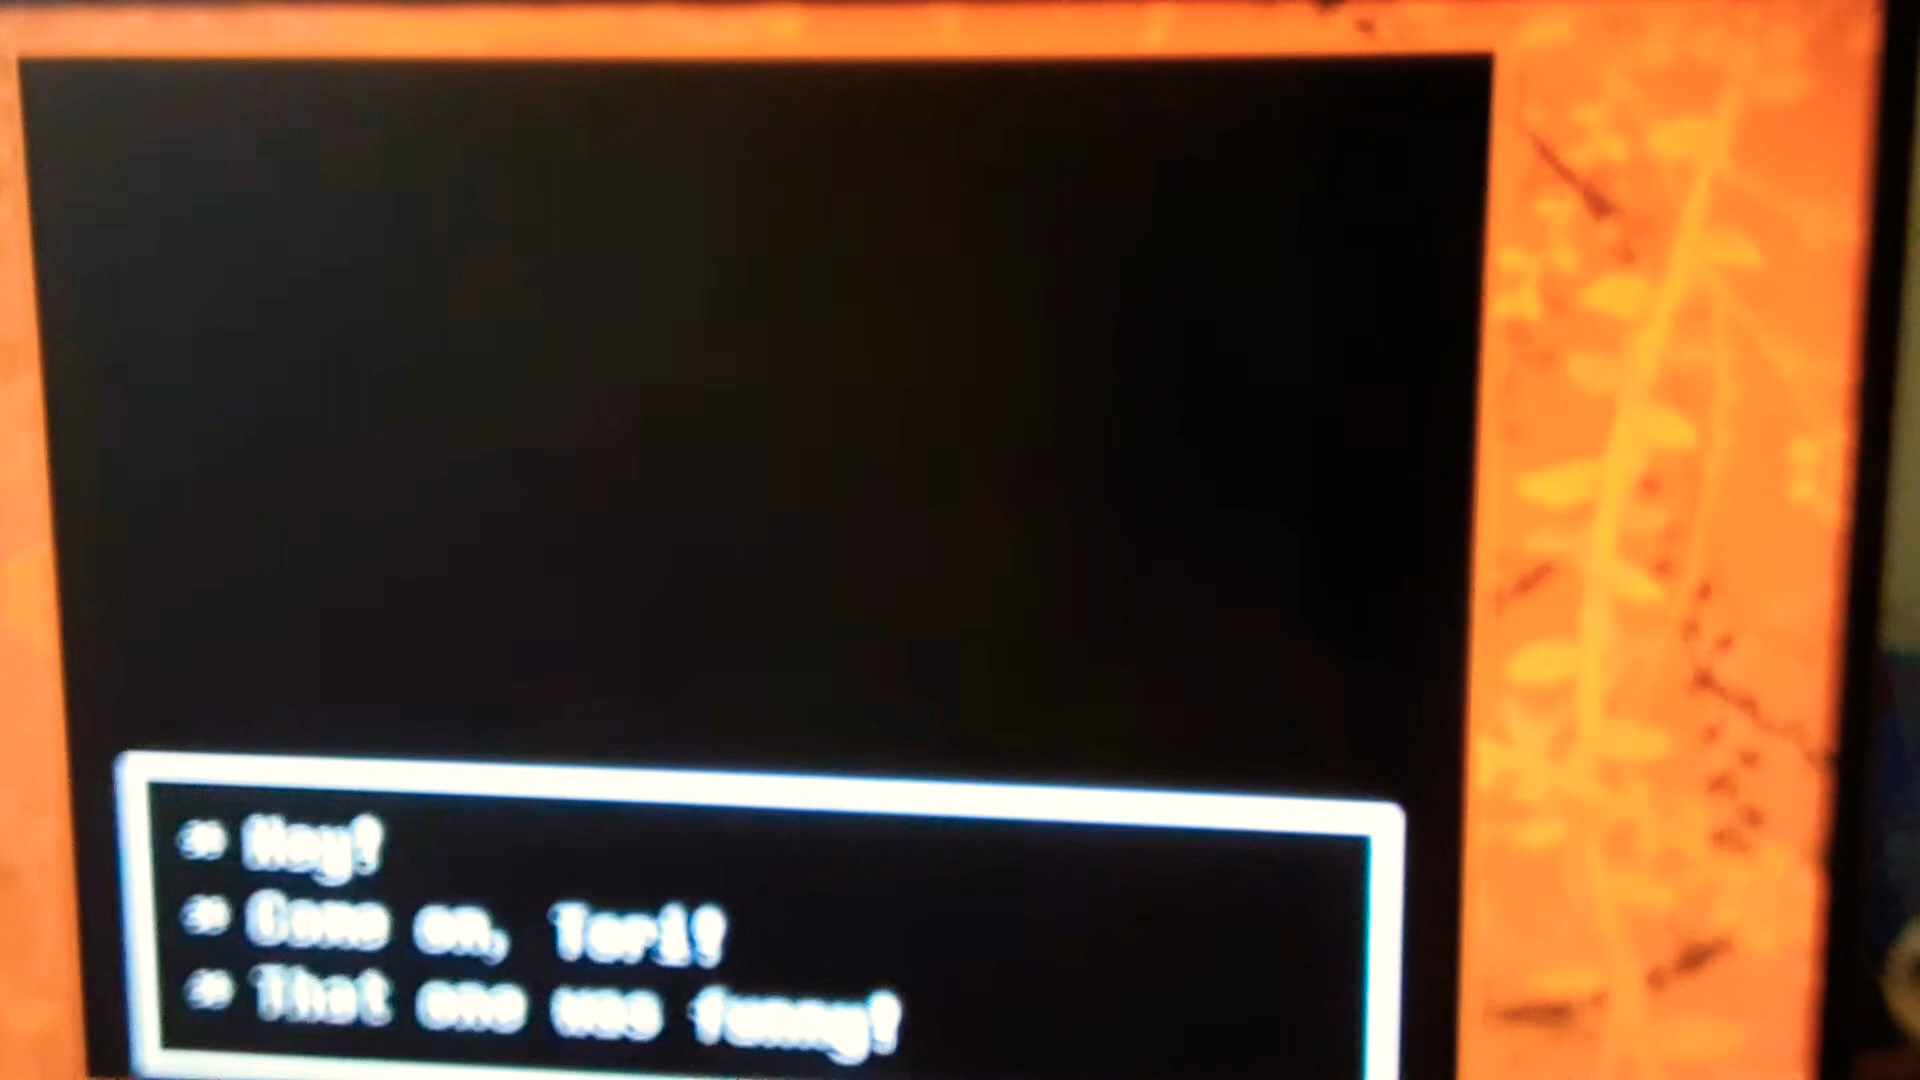 * Hey!
* Come on, Tori!
* That one was funny!